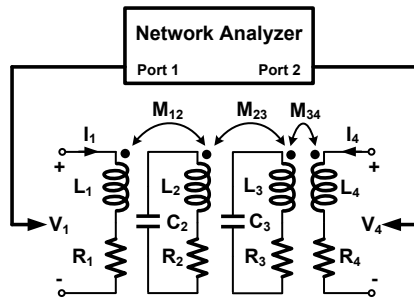 Network Analyzer
Port 1 Port 2
M12 M23 M34
I1 I4
+ +
L1 L2 L3 L4
C2 C3
V1 V4
R1 R2 R3 R4
- -